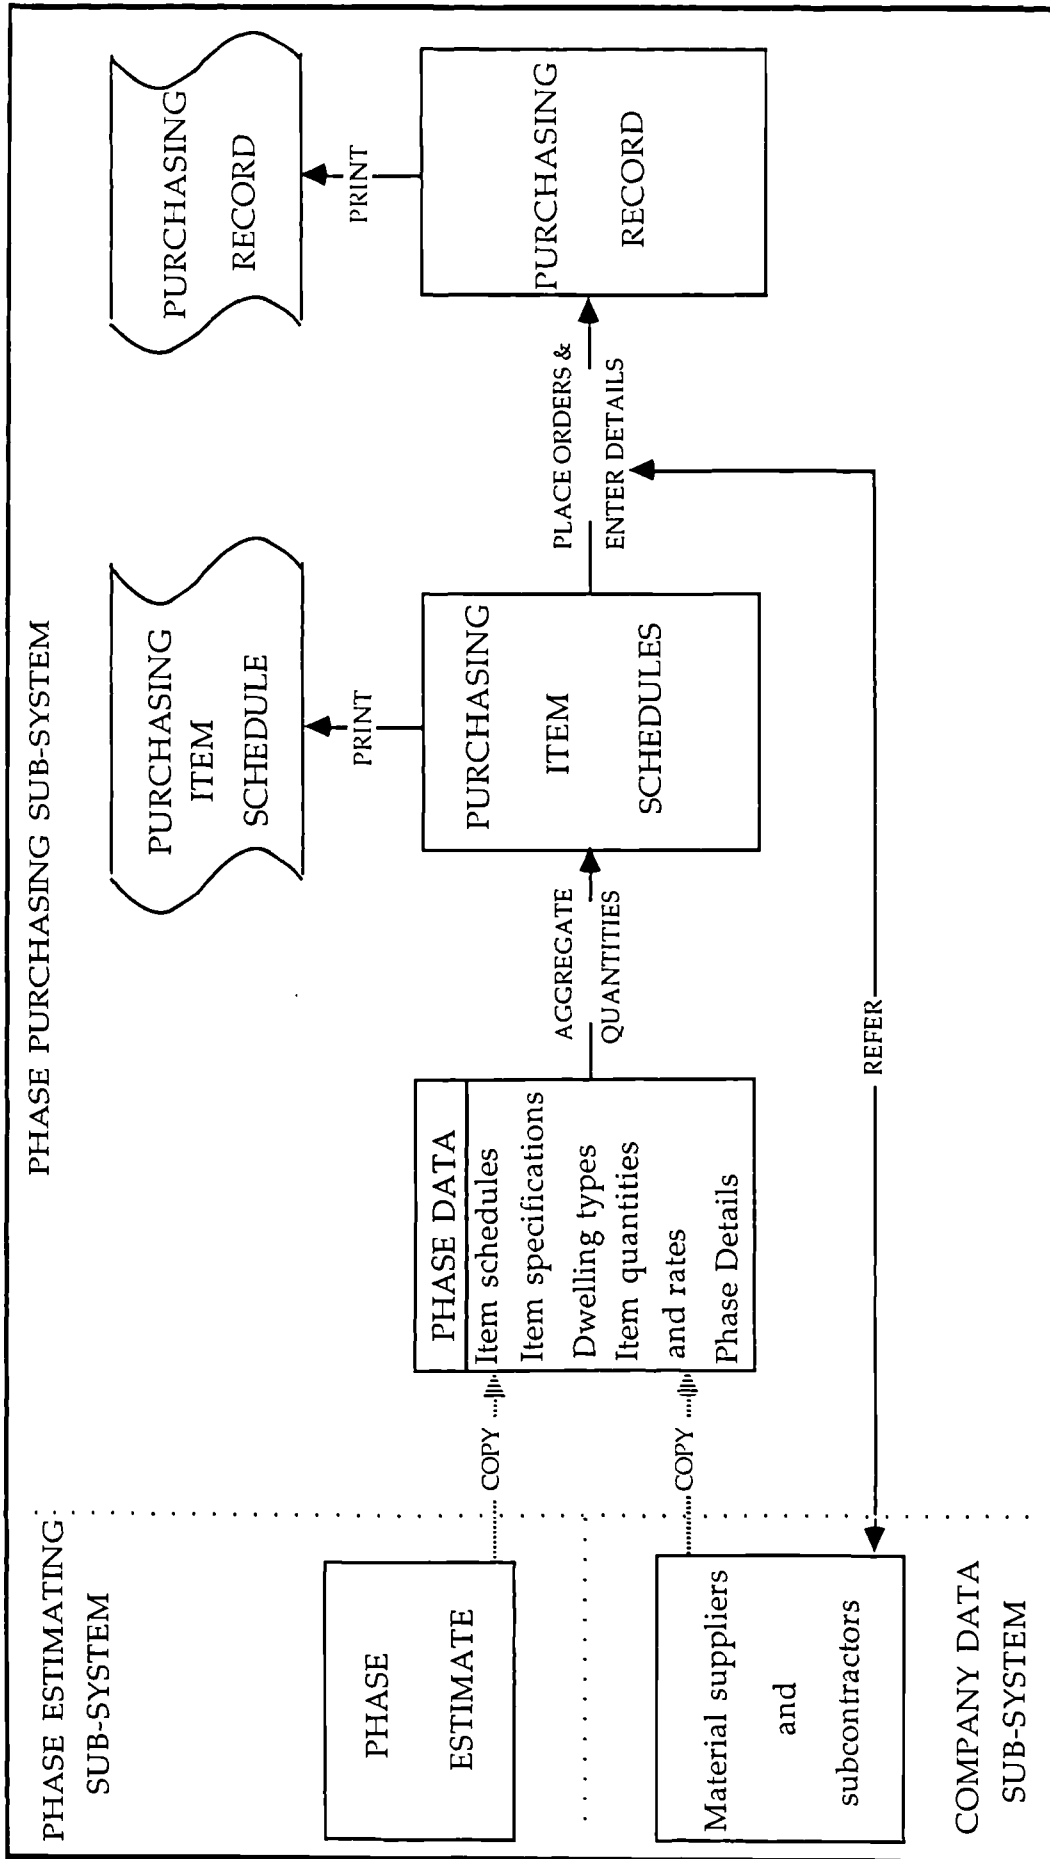 PHASE ESTIMATING
SUB-SYSTEM
PHASE PURCHASING SUB-SYSTEM
PHASE
ESTIMATE
Material suppliers
and
subcontractors
COMPANY DATA
SUB-SYSTEM
COPY
COPY
PHASE DATA
Item schedules
Item specifications
Dwelling types
Item quantities
and rates
Phase Details
AGGREGATE
QUANTITIES
PURCHASING
ITEM
SCHEDULE
PRINT
PURCHASING
ITEM
SCHEDULES
PLACE ORDERS &
ENTER DETAILS
REFER
PURCHASING
RECORD
PRINT
PURCHASING
RECORD